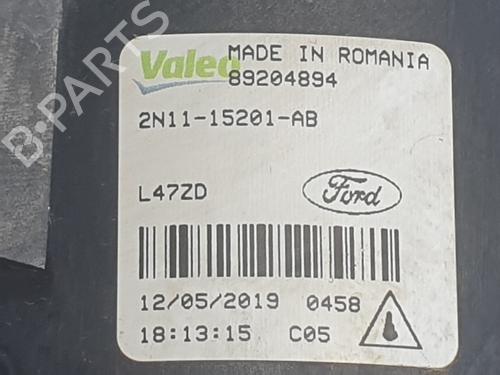 Valeo MADE IN ROMANIA
89204894
2N11-15201-AB
L47ZD Ford
12/05/2019 0458
18:13:15 C05
B-PARTS